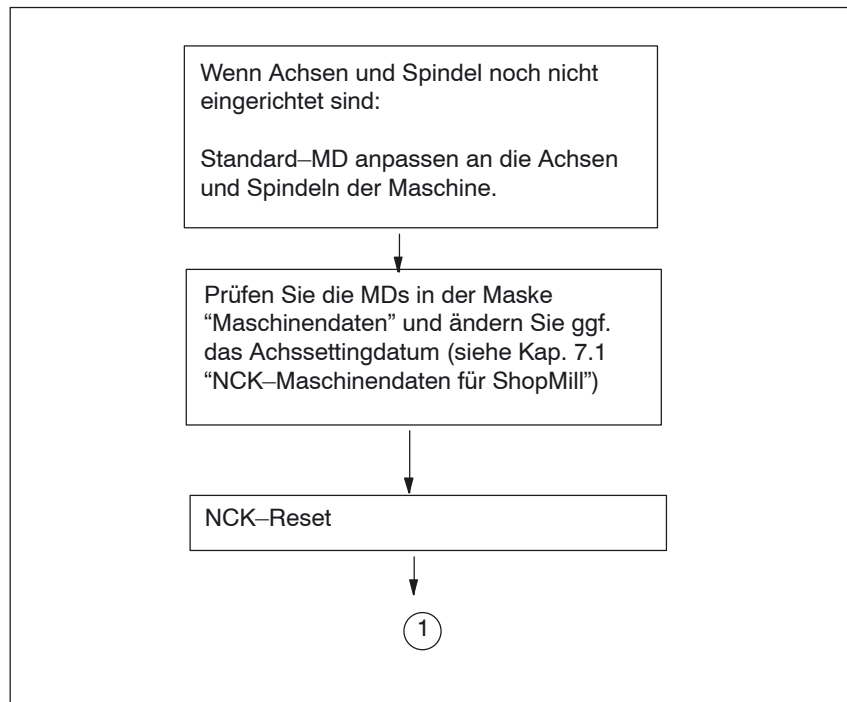 Wenn Achsen und Spindel noch nicht
eingerichtet sind:
Standard–MD anpassen an die Achsen
und Spindeln der Maschine.
Prüfen Sie die MDs in der Maske
“Maschinendaten” und ändern Sie ggf.
das Achssettingdatum (siehe Kap. 7.1
“NCK–Maschinendaten für ShopMill”)
NCK–Reset
1